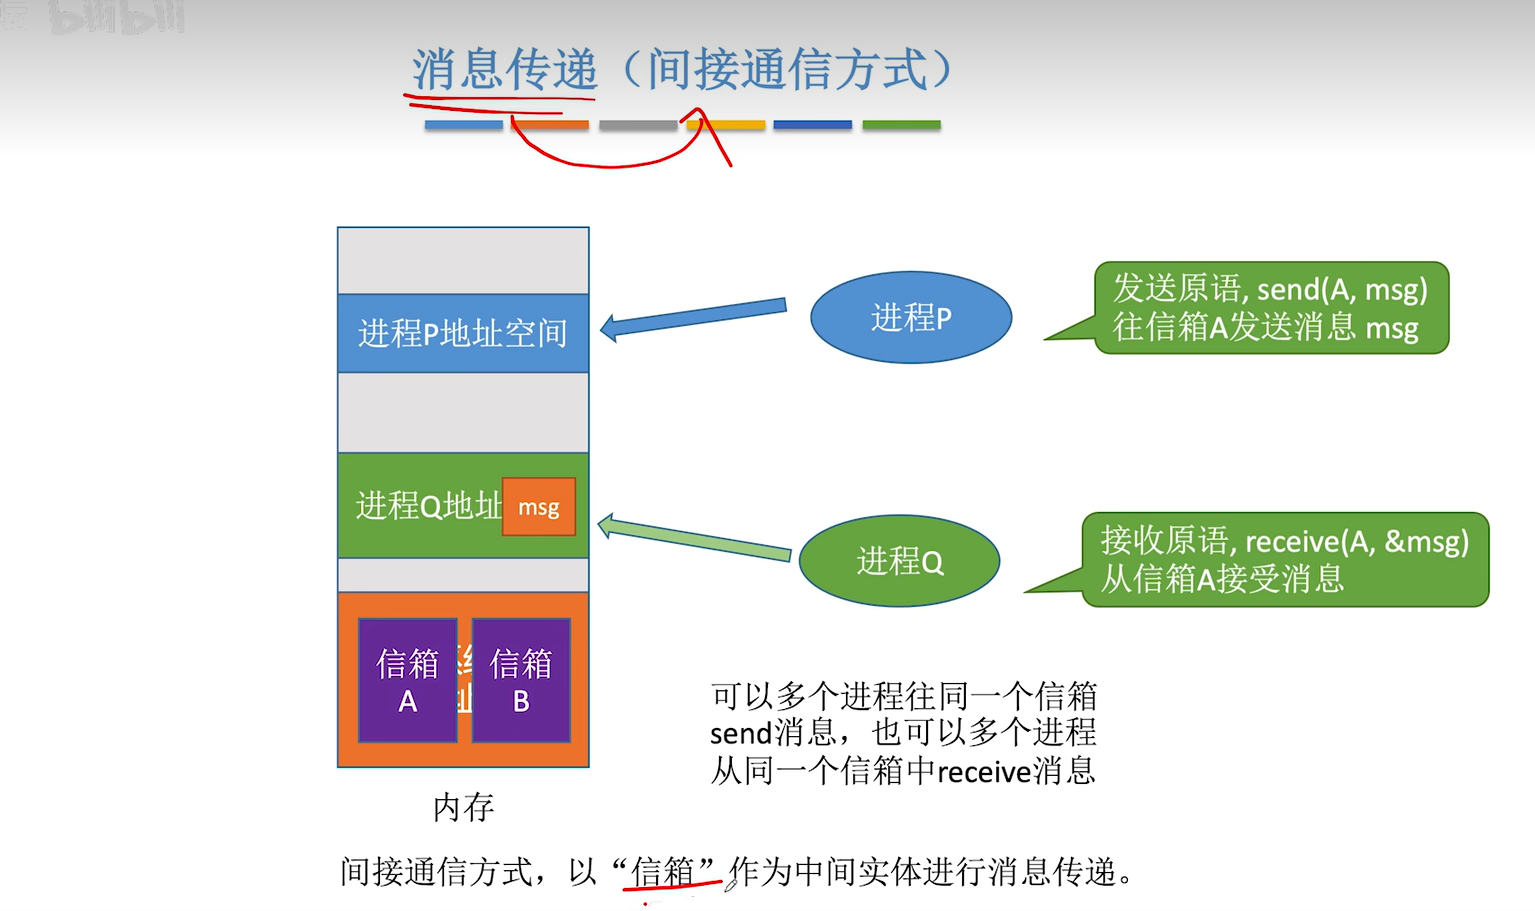 bilibili
消息传递（间接通信方式）
进程P地址空间
进程P
发送原语, send(A, msg)
往信箱A发送消息 msg
进程Q地址
msg
进程Q
接收原语, receive(A, &msg)
从信箱A接受消息
信箱
A
信箱
B
可以多个进程往同一个信箱
send消息，也可以多个进程
从同一个信箱中receive消息
内存
间接通信方式，以“信箱”作为中间实体进行消息传递。